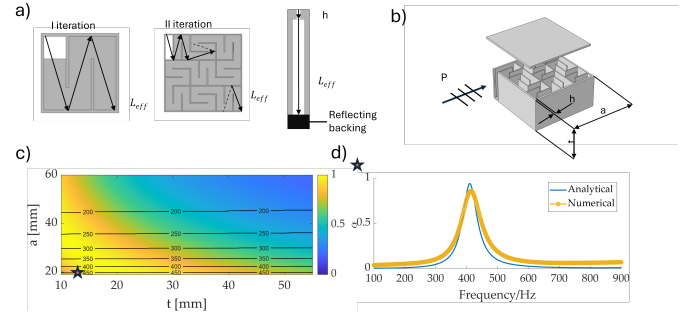 a)
I iteration
II iteration
h
L_eff
L_eff
L_eff
Reflecting
backing
b)
P
h
a
t
c)
a [mm]
60
40
20
200
250
300
350
400
450
200
250
300
350
400
450
200
250
300
350
400
450
10
20
30
40
50
t [mm]
1
0.5
0
d)
α
1
0.5
0
Analytical
Numerical
100
200
300
400
500
600
700
800
900
Frequency/Hz